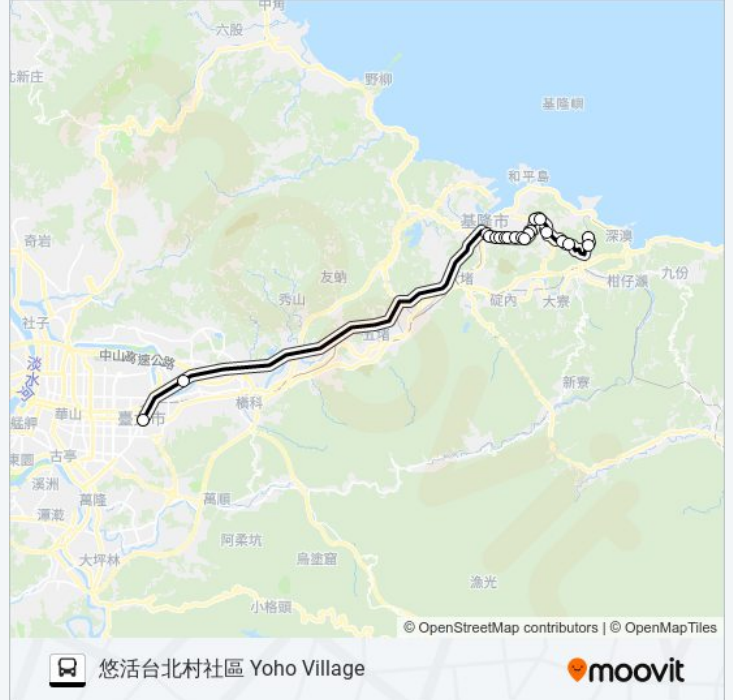 中角
六股
北新庄
野柳
基隆嶼
和平島
基隆市
奇岩
深澳
友蚋
九份
柑仔瀨
秀山
碇內
大寮
社子
五堵
中山高速公路
淡水河
新寮
橫科
華山
臺北市
艋舺
東園
古亭
溪洲
萬隆
萬順
潭墘
阿柔坑
大坪林
烏塗窟
漁光
小格頭
© OpenStreetMap contributors | © OpenMapTiles
悠活台北村社區 Yoho Village
moovit